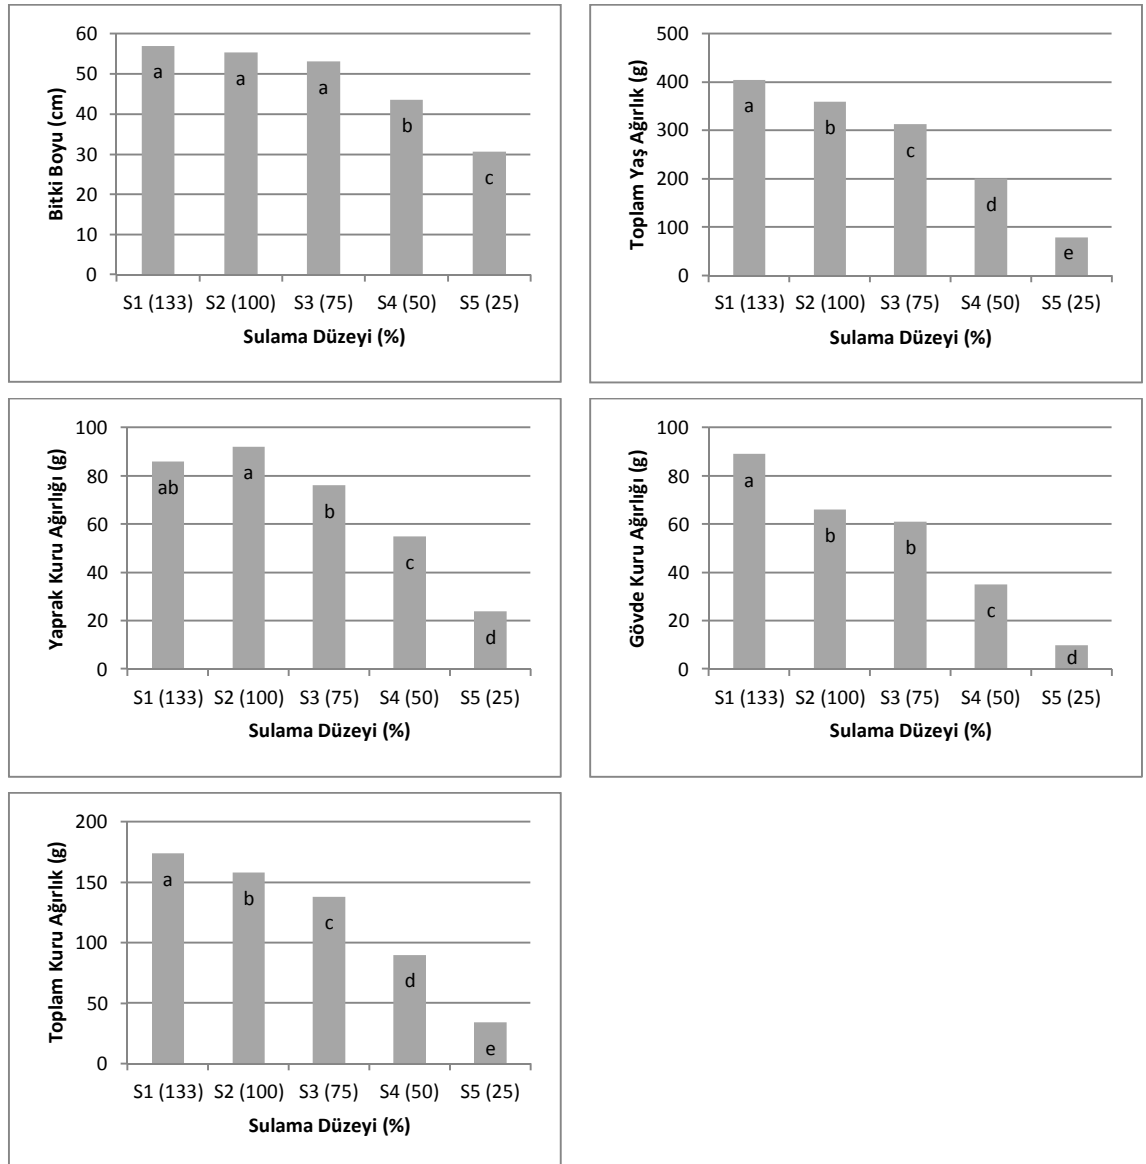 Bitki Boyu (cm)
60
50
40
30
20
10
0
a
a
a
b
c
S1 (133) S2 (100) S3 (75) S4 (50) S5 (25)
Sulama Düzeyi (%)
Toplam Yaş Ağırlık (g)
500
400
300
200
100
0
a
b
c
d
e
S1 (133) S2 (100) S3 (75) S4 (50) S5 (25)
Sulama Düzeyi (%)
Yaprak Kuru Ağırlığı (g)
100
80
60
40
20
0
ab
a
b
c
d
S1 (133) S2 (100) S3 (75) S4 (50) S5 (25)
Sulama Düzeyi (%)
Gövde Kuru Ağırlığı (g)
100
80
60
40
20
0
a
b
b
c
d
S1 (133) S2 (100) S3 (75) S4 (50) S5 (25)
Sulama Düzeyi (%)
Toplam Kuru Ağırlık (g)
200
150
100
50
0
a
b
c
d
e
S1 (133) S2 (100) S3 (75) S4 (50) S5 (25)
Sulama Düzeyi (%)